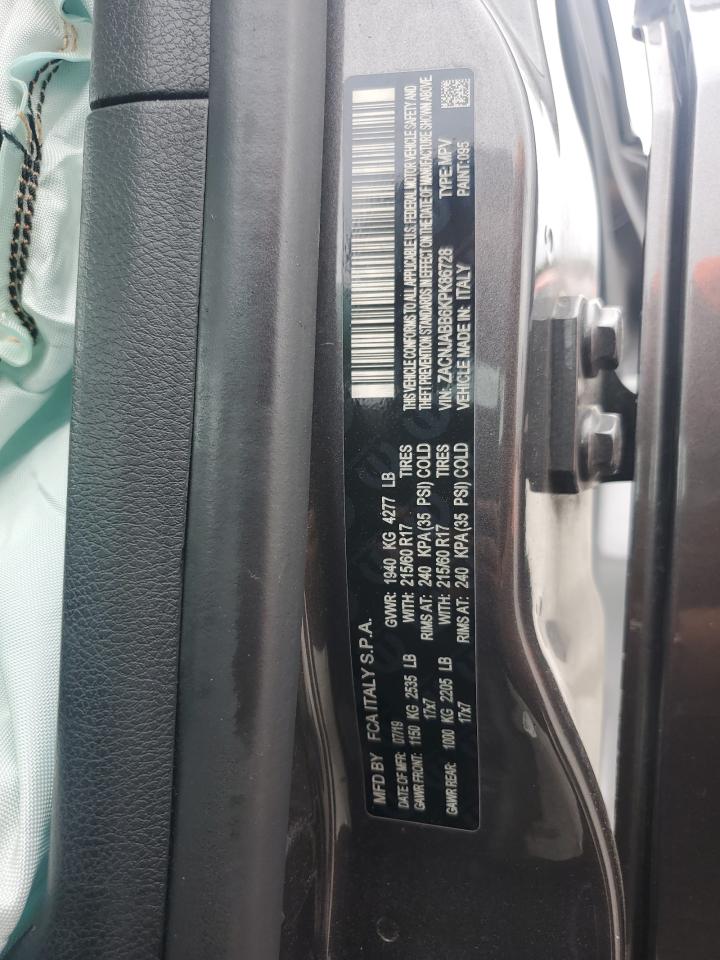 MFD BY FCA ITALY S.P.A.
DATE OF MFR: 07/19 GVWR: 1940 KG 4277 LB
GAWR FRONT: 1150 KG 2535 LB WITH: 215/60 R17 TIRES
17x7 RIMS AT: 240 KPA(35 PSI) COLD
GAWR REAR: 1000 KG 2205 LB WITH: 215/60 R17 TIRES
17x7 RIMS AT: 240 KPA(35 PSI) COLD
THIS VEHICLE CONFORMS TO ALL APPLICABLE U.S. FEDERAL MOTOR VEHICLE SAFETY AND
THEFT PREVENTION STANDARDS IN EFFECT ON THE DATE OF MANUFACTURE SHOWN ABOVE.
VIN: ZACNJABB6KPK86728 TYPE:MPV
VEHICLE MADE IN: ITALY PAINT:095